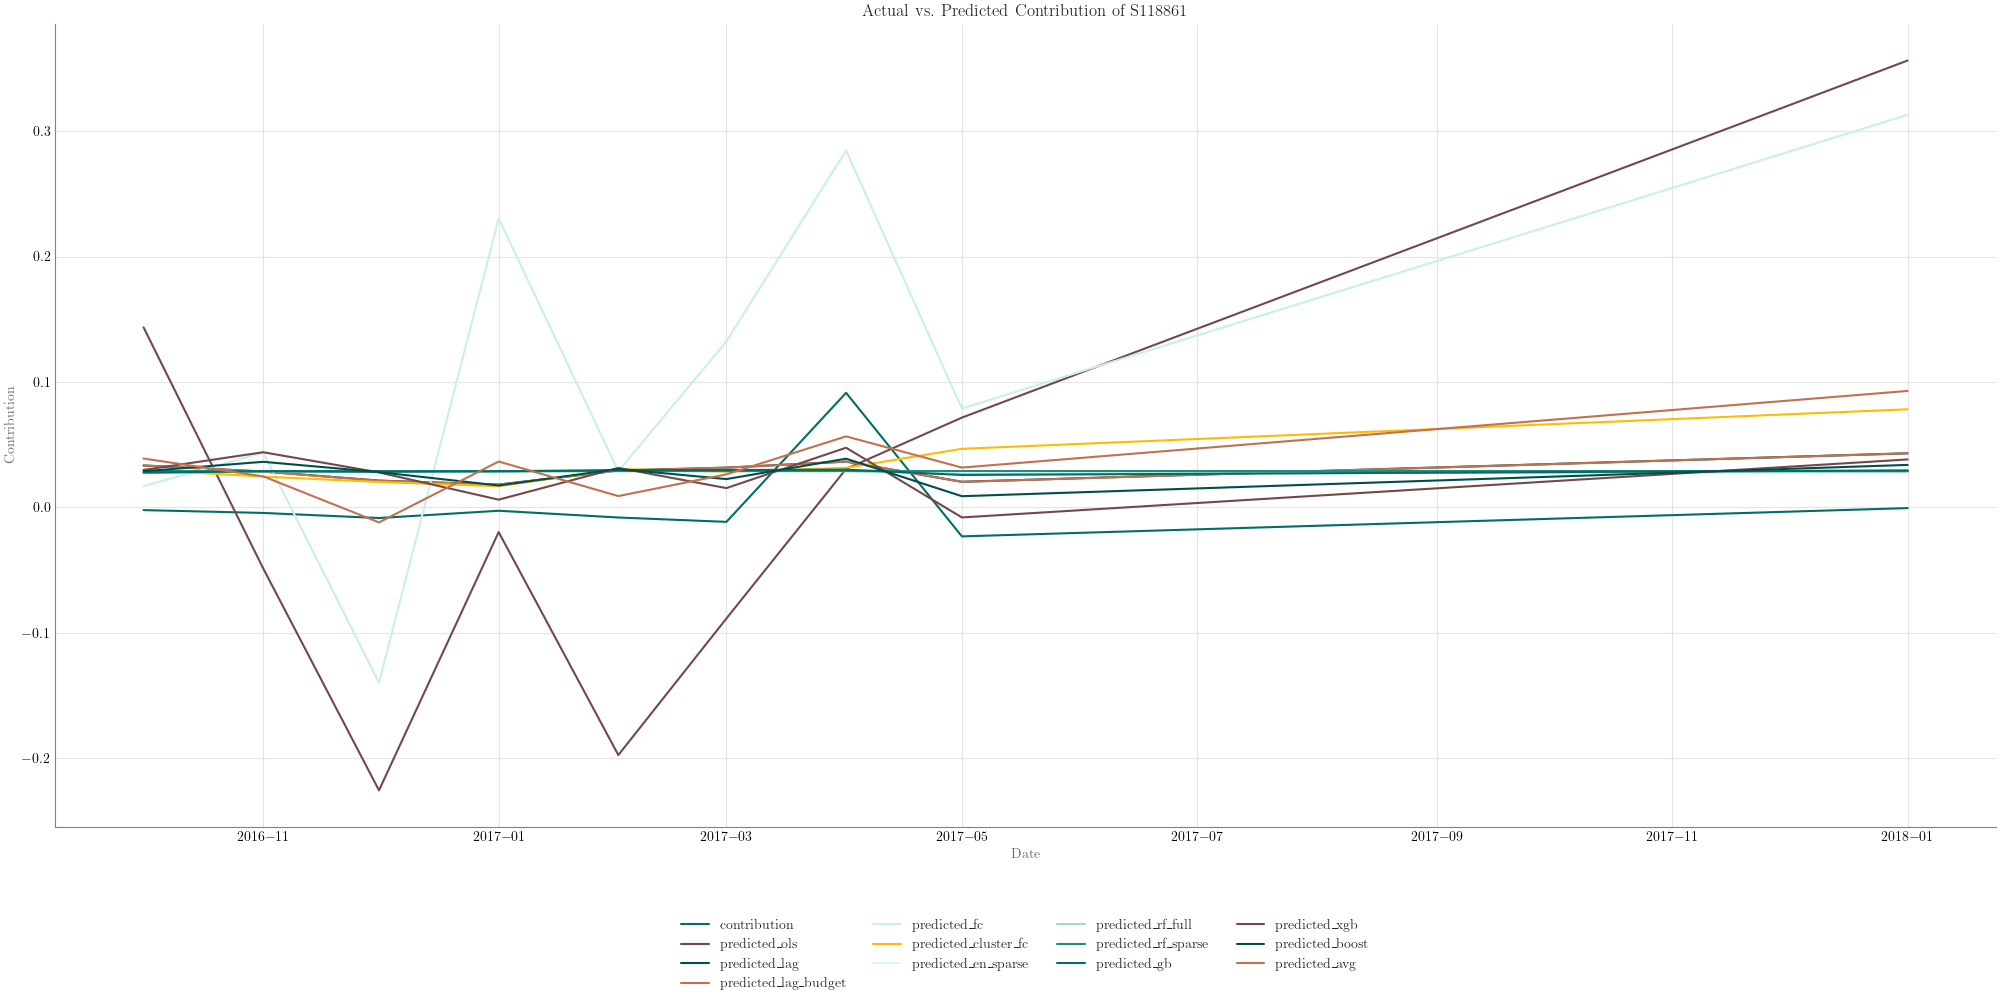 Actual vs. Predicted Contribution of S118861
Contribution
0.3
0.2
0.1
0.0
−0.1
−0.2
2016−11 2017−01 2017−03 2017−05 2017−07 2017−09 2017−11 2018−01
Date
contribution predicted_fc predicted_rf_full predicted_xgb
predicted_ols predicted_cluster_fc predicted_rf_sparse predicted_boost
predicted_lag predicted_en_sparse predicted_gb predicted_avg
predicted_lag_budget